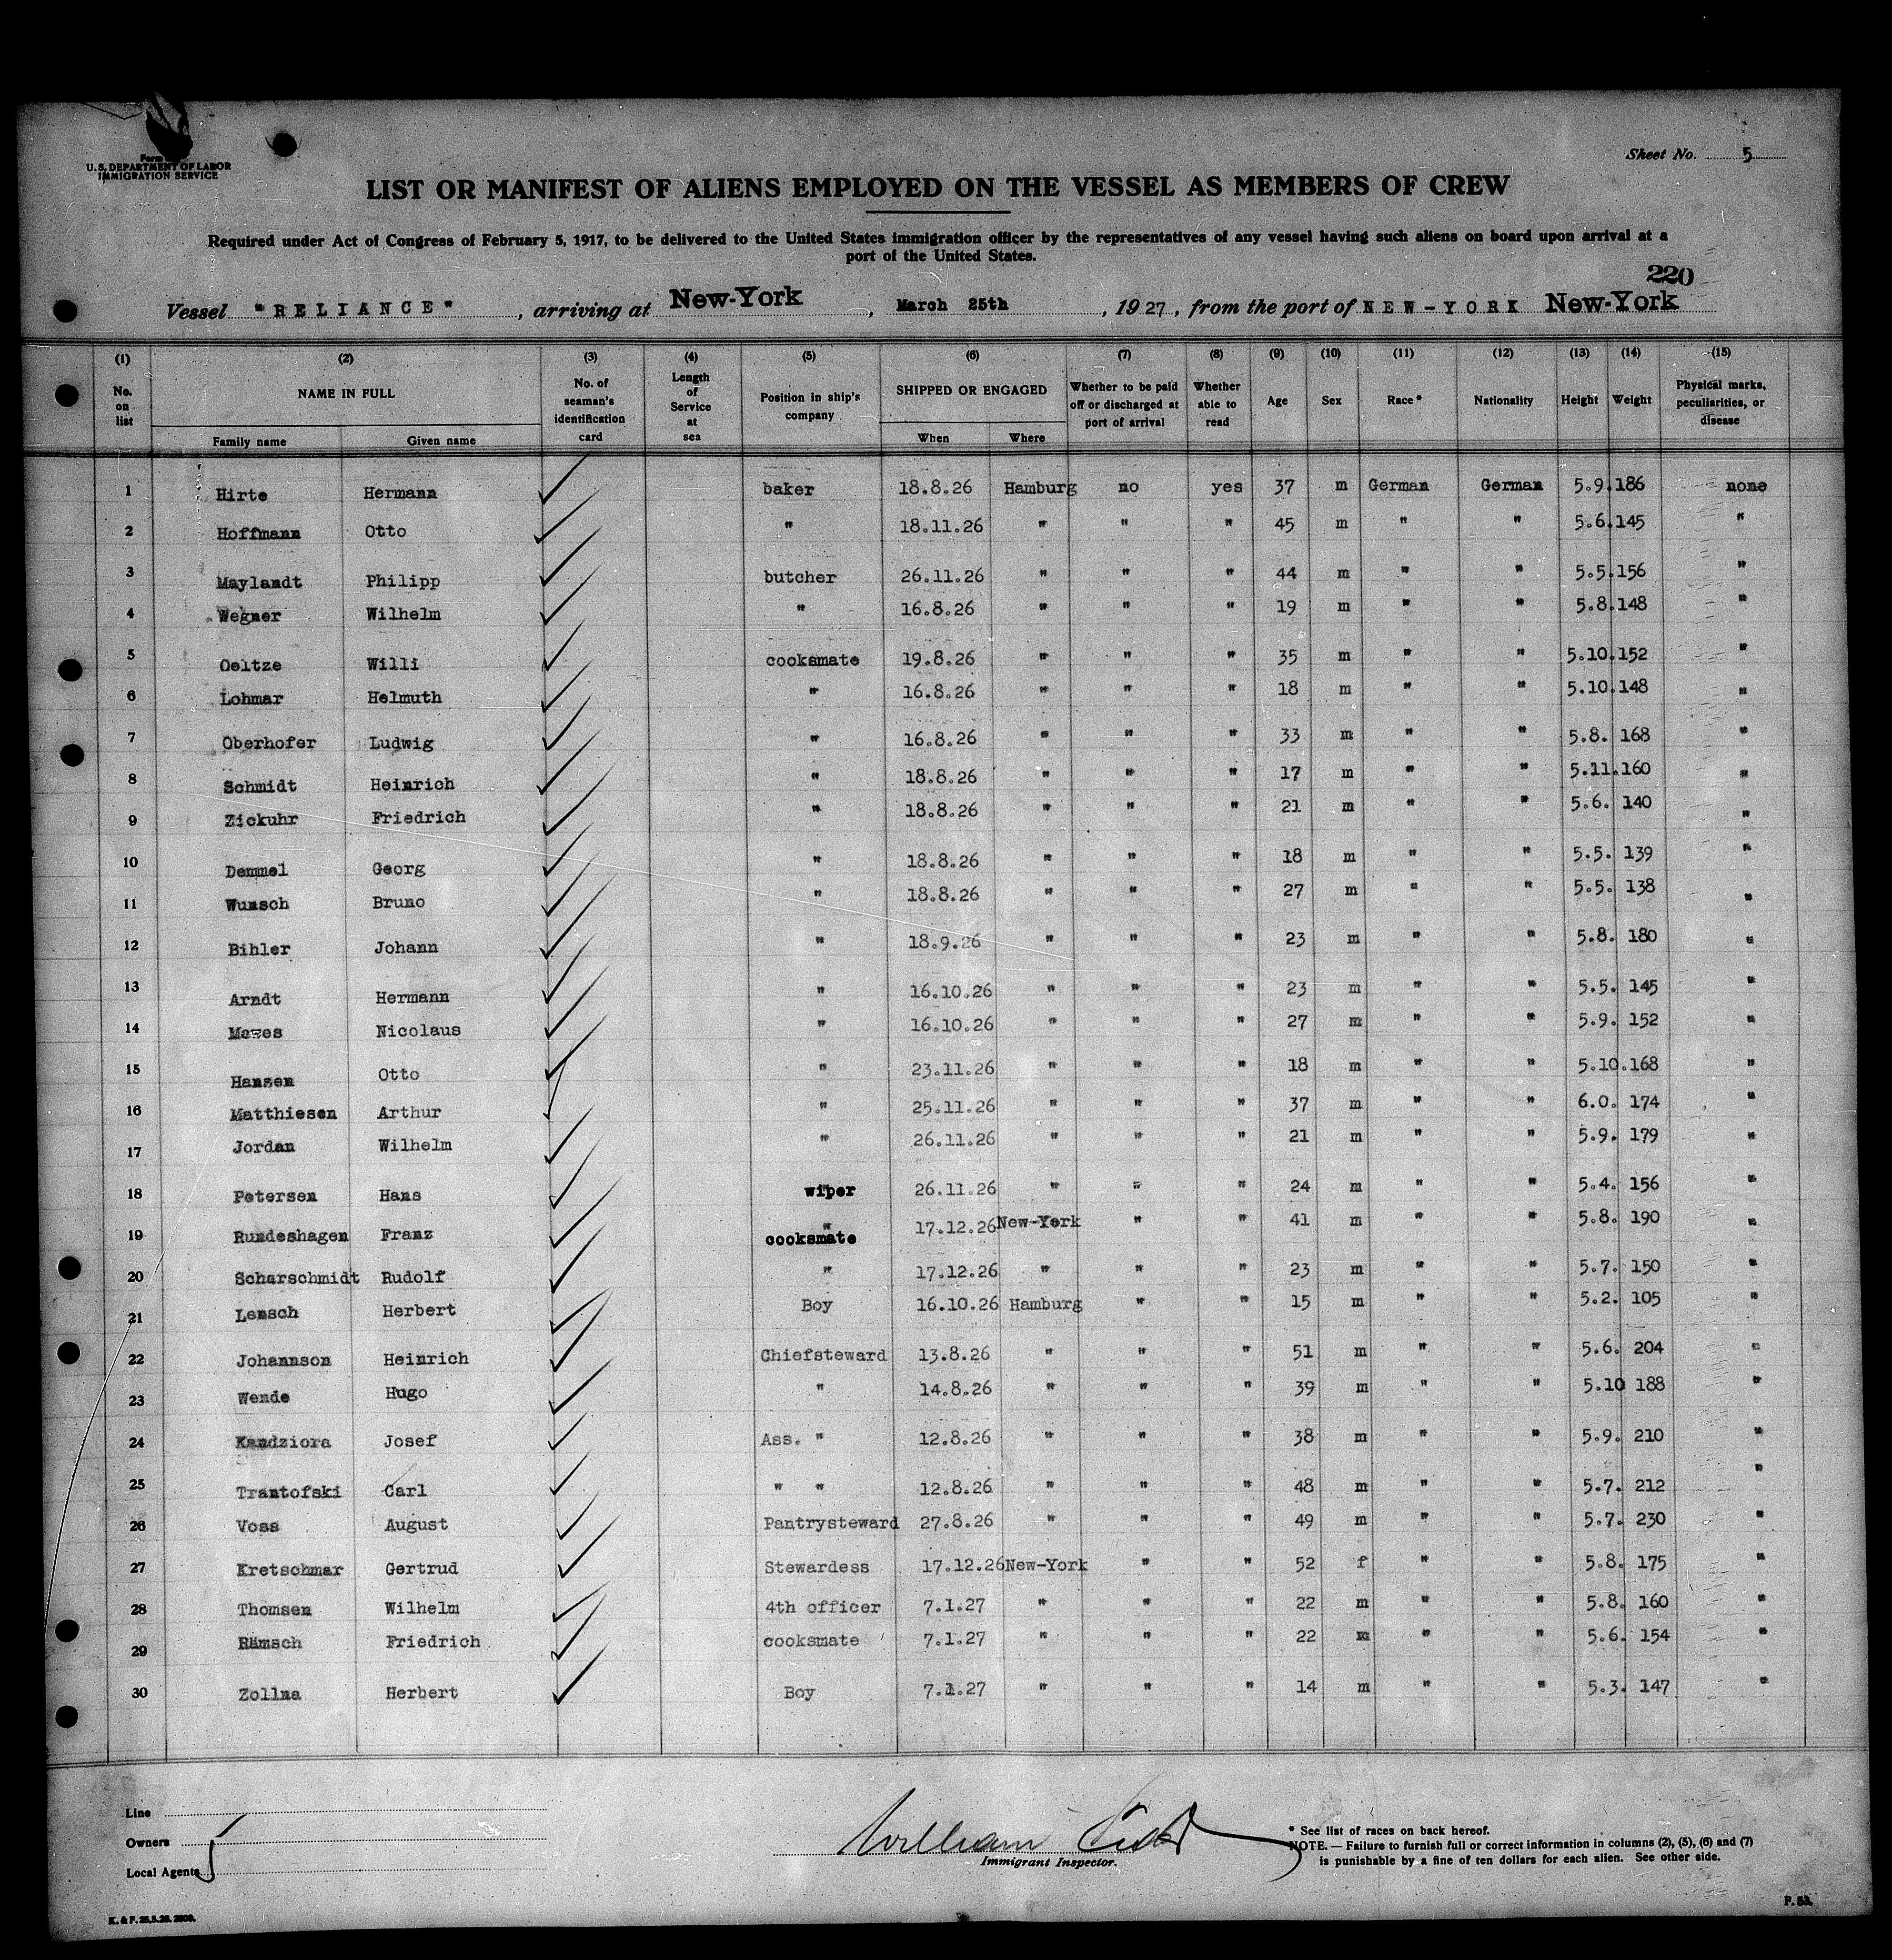 Form
U. S. DEPARTMENT OF LABOR
IMMIGRATION SERVICE
Sheet No. 5
LIST OR MANIFEST OF ALIENS EMPLOYED ON THE VESSEL AS MEMBERS OF CREW
Required under Act of Congress of February 5, 1917, to be delivered to the United States immigration officer by the representatives of any vessel having such aliens on board upon arrival at a
port of the United States.
220
Vessel "RELIANCE", arriving at New-York, March 25th, 1927, from the port of NEW-YORK New-York
(1) (2) (3) (4) (5) (6) (7) (8) (9) (10) (11) (12) (13) (14) (15)
No. on list NAME IN FULL No. of seaman's identification card Length of Service at sea Position in ship's company SHIPPED OR ENGAGED Whether to be paid off or discharged at port of arrival Whether able to read Age Sex Race* Nationality Height Weight Physical marks, peculiarities, or disease
Family name Given name When Where
1 Hirte Hermann baker 18.8.26 Hamburg no yes 37 m German German 5.9. 186 none
2 Hoffmann Otto " 18.11.26 " " " 45 m " " 5.6. 145 "
3 Maylandt Philipp butcher 26.11.26 " " " 44 m " " 5.5. 156 "
4 Wegner Wilhelm " 16.8.26 " " " 19 m " " 5.8. 148 "
5 Oeltze Willi cooksmate 19.8.26 " " " 35 m " " 5.10. 152 "
6 Lohmar Helmuth " 16.8.26 " " " 18 m " " 5.10. 148 "
7 Oberhofer Ludwig " 16.8.26 " " " 33 m " " 5.8. 168 "
8 Schmidt Heinrich " 18.8.26 " " " 17 m " " 5.11. 160 "
9 Zickuhr Friedrich " 18.8.26 " " " 21 m " " 5.6. 140 "
10 Demmel Georg " 18.8.26 " " " 18 m " " 5.5. 139 "
11 Wunsch Bruno " 18.8.26 " " " 27 m " " 5.5. 138 "
12 Bihler Johann " 18.9.26 " " " 23 m " " 5.8. 180 "
13 Arndt Hermann " 16.10.26 " " " 23 m " " 5.5. 145 "
14 Nicolaus " 16.10.26 " " " 27 m " " 5.9. 152 "
15 Hansen Otto " 23.11.26 " " " 18 m " " 5.10. 168 "
16 Matthiesen Arthur " 25.11.26 " " " 37 m " " 6.0. 174 "
17 Jordan Wilhelm " 26.11.26 " " " 21 m " " 5.9. 179 "
18 Petersen Hans wiper 26.11.26 " " " 24 m " " 5.4. 156 "
19 Rundeshagen Franz " cooksmate 17.12.26 New-York " " 41 m " " 5.8. 190 "
20 Scharschmidt Rudolf " 17.12.26 " " " 23 m " " 5.7. 150 "
21 Lensch Herbert Boy 16.10.26 Hamburg " " 15 m " " 5.2. 105 "
22 Johannson Heinrich Chiefsteward 13.8.26 " " " 51 m " " 5.6. 204 "
23 Wende Hugo " 14.8.26 " " " 39 m " " 5.10 188 "
24 Kandziora Josef Ass. " 12.8.26 " " " 38 m " " 5.9. 210 "
25 Trantofski Carl " " 12.8.26 " " " 48 m " " 5.7. 212 "
26 Voss August Pantrysteward 27.8.26 " " " 49 m " " 5.7. 230 "
27 Kretschmar Gertrud Stewardess 17.12.26 New-York " " 52 f " " 5.8. 175 "
28 Thomsen Wilhelm 4th officer 7.1.27 " " " 22 m " " 5.8. 160 "
29 Rämsch Friedrich cooksmate 7.1.27 " " " 22 m " " 5.6. 154 "
30 Zollna Herbert Boy 7.1.27 " " " 14 m " " 5.3. 147 "
Line
Owners
Local Agents
5
William
Immigrant Inspector.
* See list of races on back hereof.
NOTE. — Failure to furnish full or correct information in columns (2), (5), (6) and (7)
is punishable by a fine of ten dollars for each alien. See other side.
K. & F. 25.5.26. 2500.
P. 53.